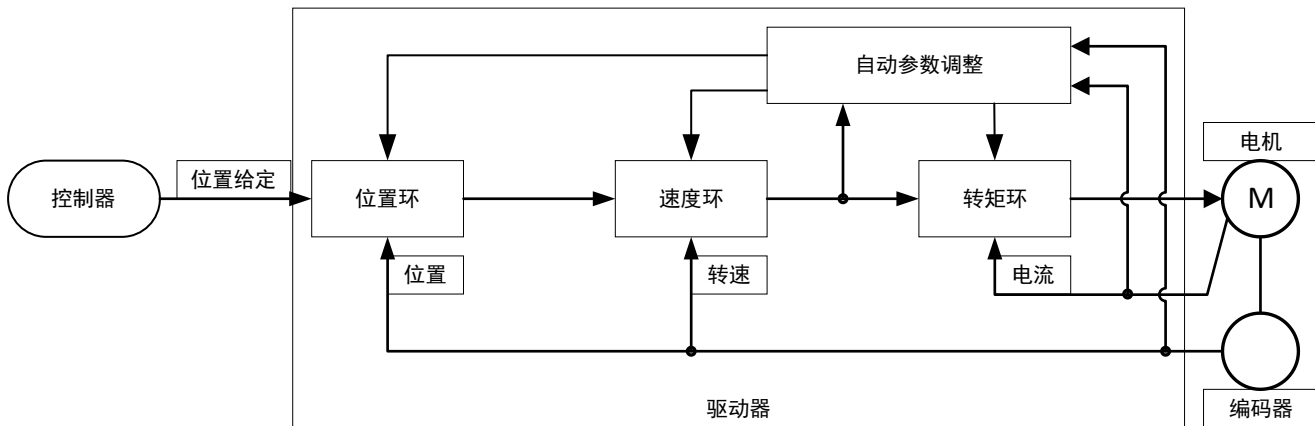 自动参数调整
电机
控制器
位置给定
位置环
速度环
转矩环
M
位置
转速
电流
驱动器
编码器